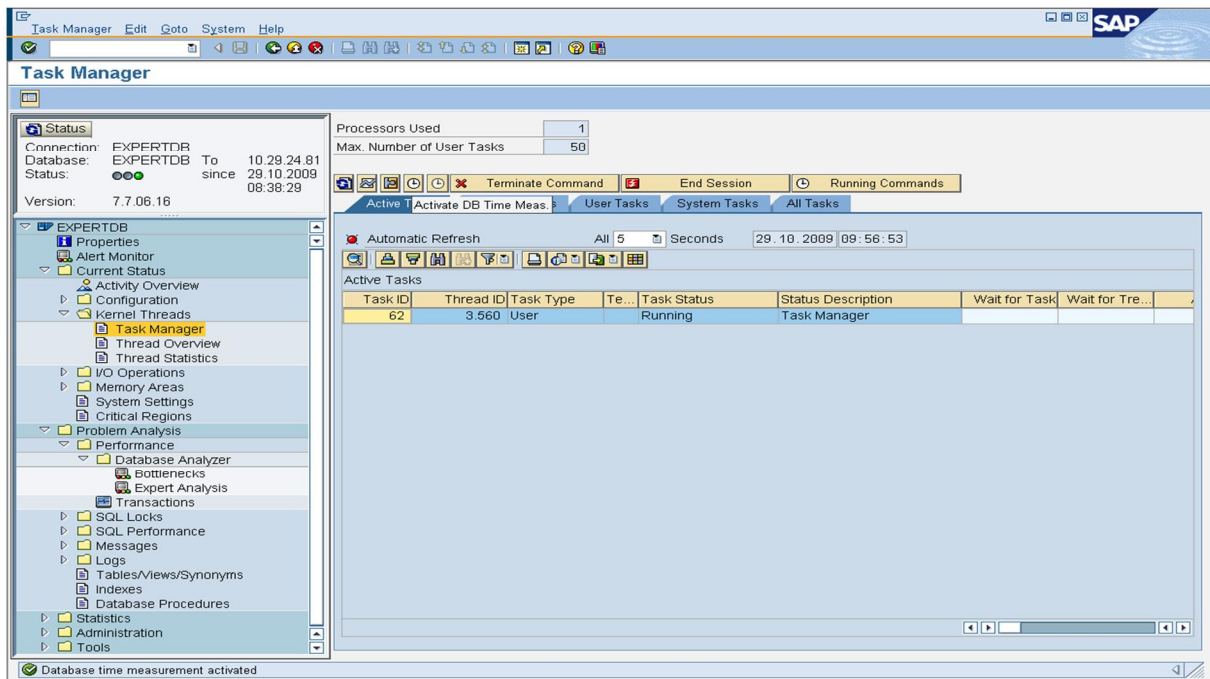 Task Manager Edit Goto System Help
SAP
Task Manager
Status
Connection: EXPERTDB
Database: EXPERTDB To 10.29.24.81
Status: since 29.10.2009
08:38:29
Version: 7.7.06.16
EXPERTDB
Properties
Alert Monitor
Current Status
Activity Overview
Configuration
Kernel Threads
Task Manager
Thread Overview
Thread Statistics
I/O Operations
Memory Areas
System Settings
Critical Regions
Problem Analysis
Performance
Database Analyzer
Bottlenecks
Expert Analysis
Transactions
SQL Locks
SQL Performance
Messages
Logs
Tables/Views/Synonyms
Indexes
Database Procedures
Statistics
Administration
Tools
Processors Used 1
Max. Number of User Tasks 50
Terminate Command End Session Running Commands
Active T Activate DB Time Meas. s User Tasks System Tasks All Tasks
Automatic Refresh All 5 Seconds 29.10.2009 09:56:53
Active Tasks
Task ID Thread ID Task Type Te... Task Status Status Description Wait for Task Wait for Tre...
62 3.560 User Running Task Manager
Database time measurement activated